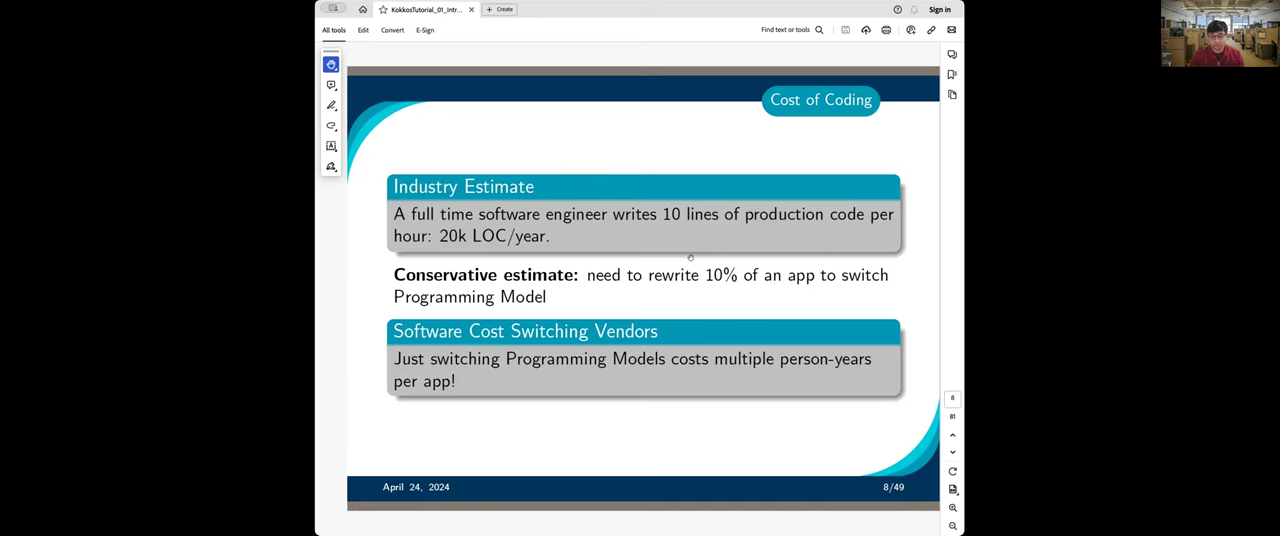 KokkosTutorial_01_Intr...
Create
Sign in
All tools
Edit
Convert
E-Sign
Find text or tools
Cost of Coding
Industry Estimate
A full time software engineer writes 10 lines of production code per
hour: 20k LOC/year.
Conservative estimate: need to rewrite 10% of an app to switch
Programming Model
Software Cost Switching Vendors
Just switching Programming Models costs multiple person-years
per app!
8
81
April 24, 2024
8/49